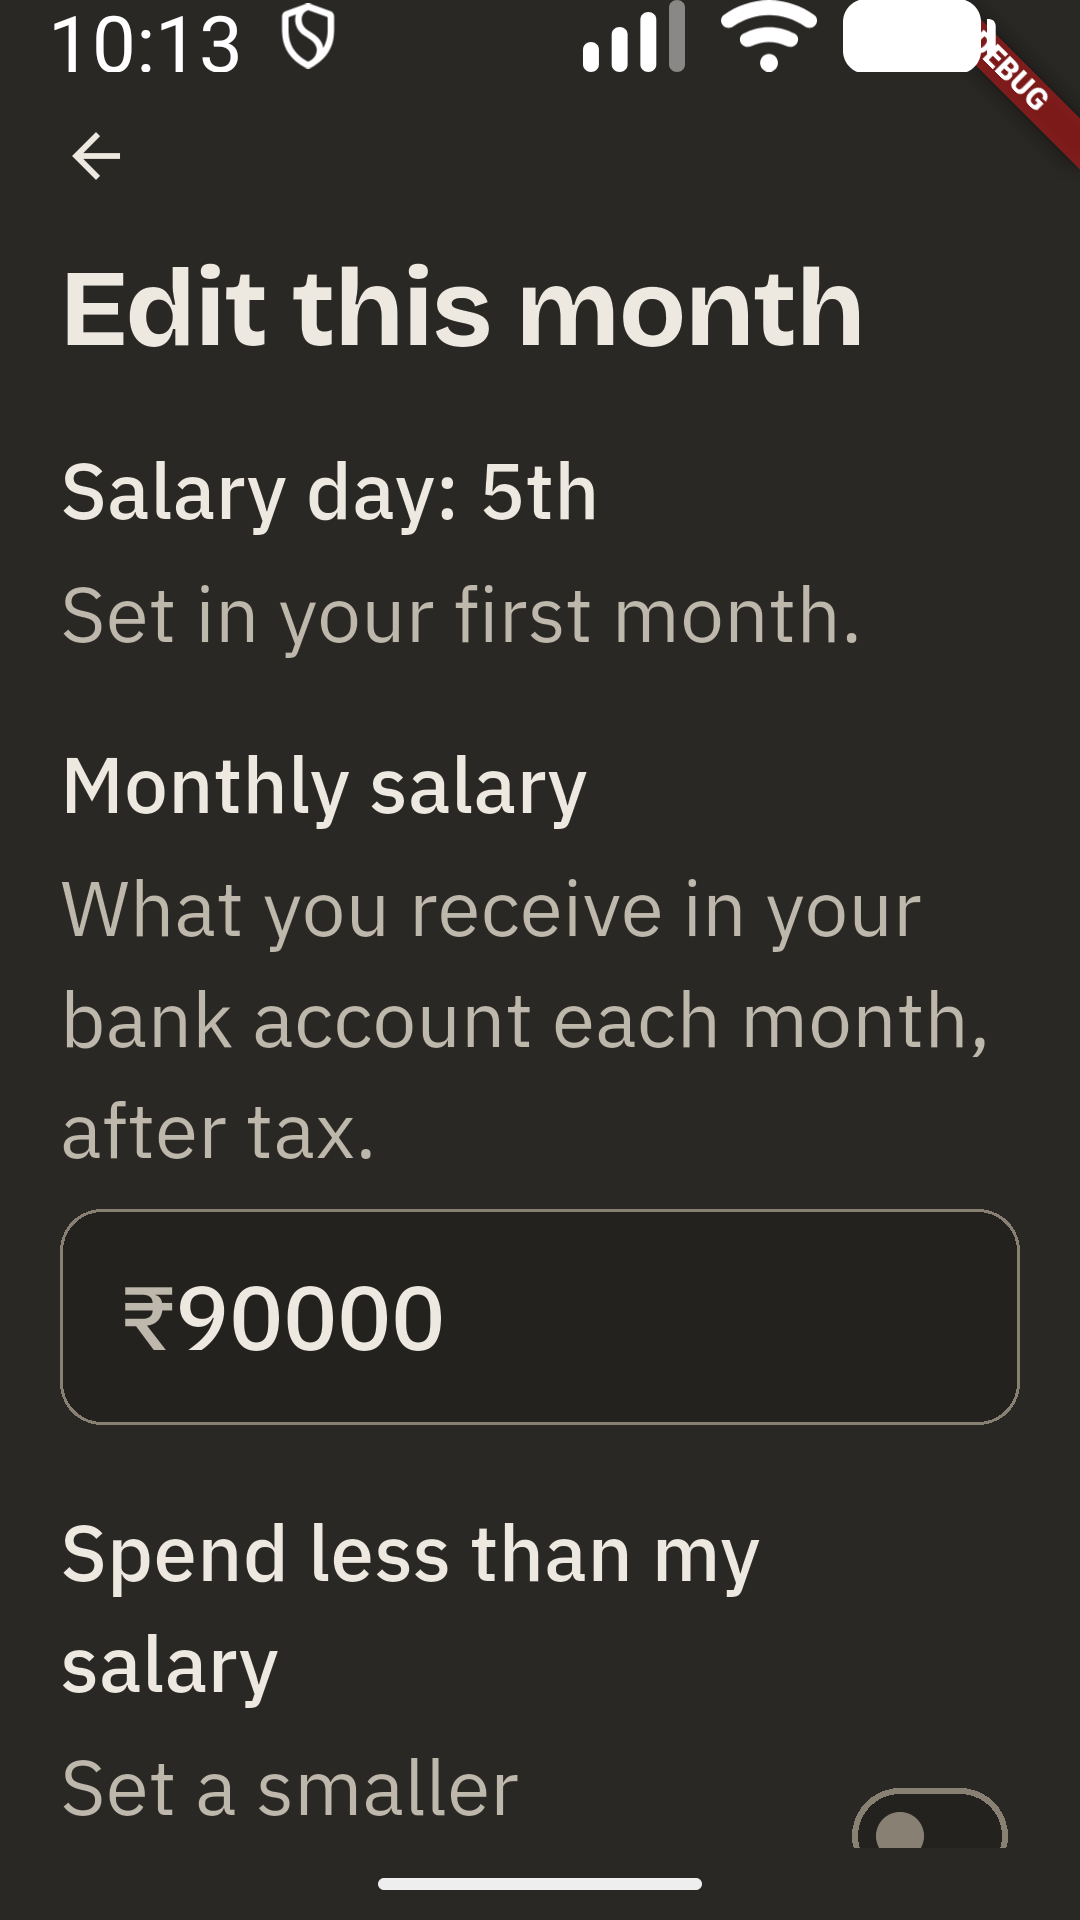 10:13
DEBUG
Edit this month
Salary day: 5th
Set in your first month.
Monthly salary
What you receive in your
bank account each month,
after tax.
₹90000
Spend less than my
salary
Set a smaller